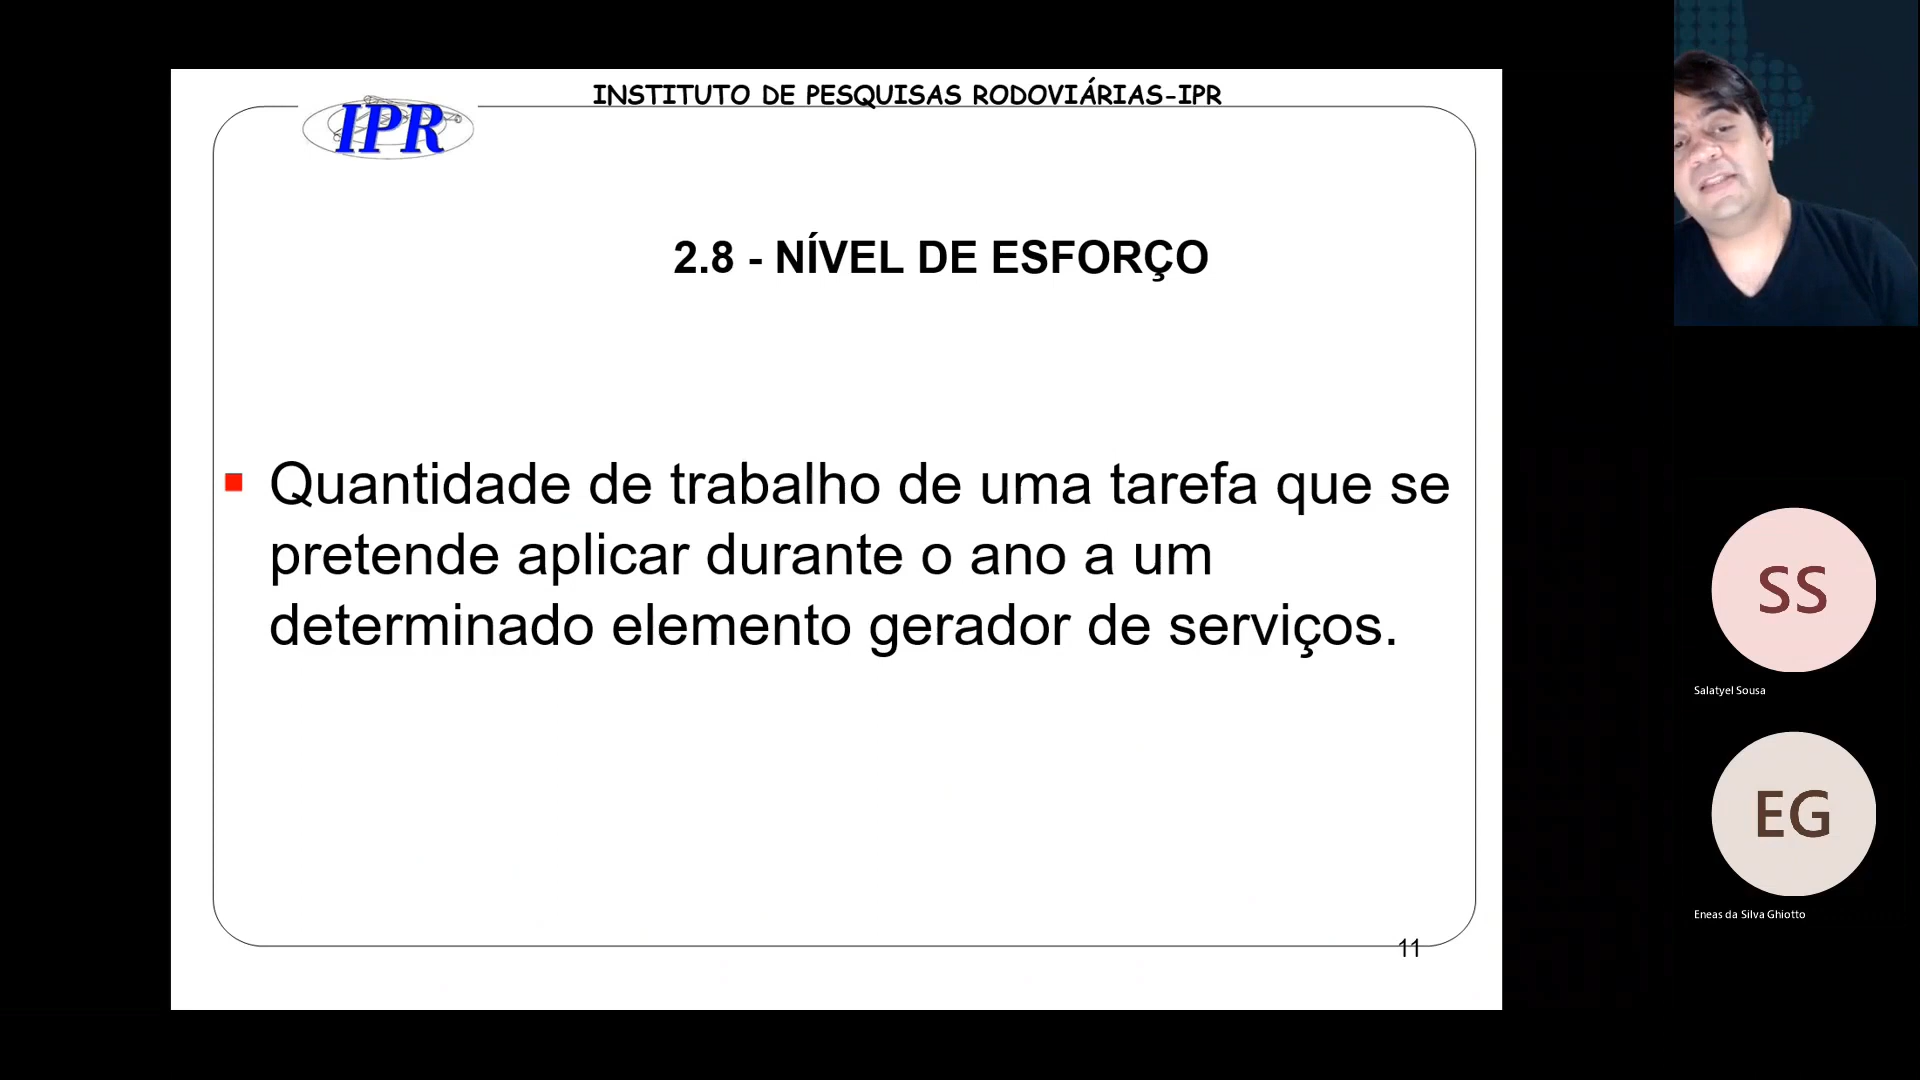 INSTITUTO DE PESQUISAS RODOVIÁRIAS-IPR
IPR
2.8 - NÍVEL DE ESFORÇO
Quantidade de trabalho de uma tarefa que se
pretende aplicar durante o ano a um
determinado elemento gerador de serviços.
11
SS
Salatyel Sousa
EG
Eneas da Silva Ghiotto